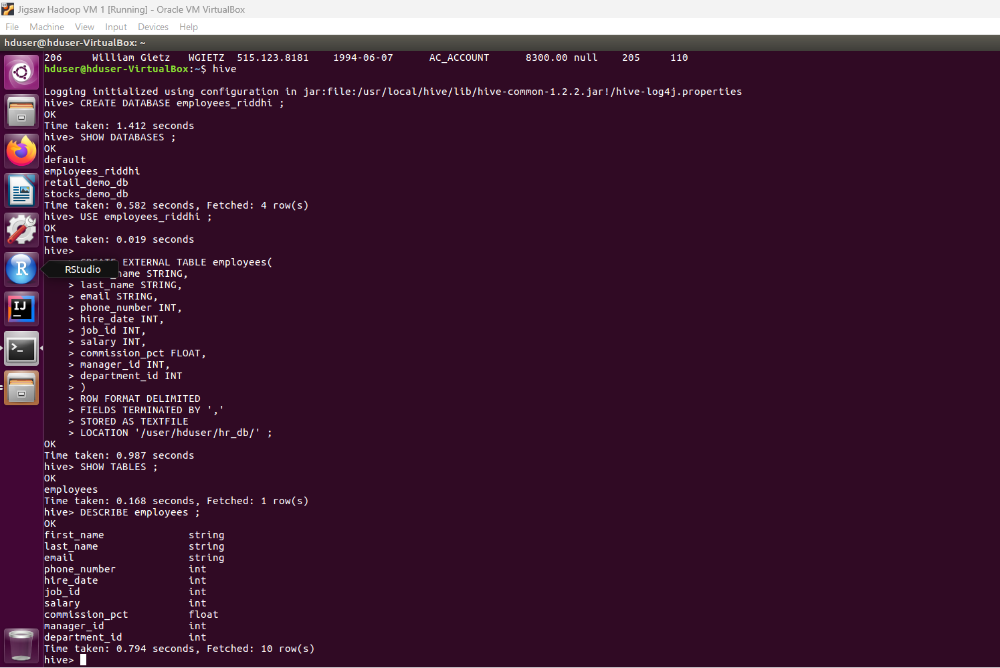 Jigsaw Hadoop VM 1 [Running] - Oracle VM VirtualBox
File Machine View Input Devices Help
hduser@hduser-VirtualBox: ~
206 William Gietz WGIETZ 515.123.8181 1994-06-07 AC_ACCOUNT 8300.00 null 205 110
hduser@hduser-VirtualBox:~$ hive
Logging initialized using configuration in jar:file:/usr/local/hive/lib/hive-common-1.2.2.jar!/hive-log4j.properties
hive> CREATE DATABASE employees_riddhi ;
OK
Time taken: 1.412 seconds
hive> SHOW DATABASES ;
OK
default
employees_riddhi
retail_demo_db
stocks_demo_db
Time taken: 0.582 seconds, Fetched: 4 row(s)
hive> USE employees_riddhi ;
OK
Time taken: 0.019 seconds
hive>
CREATE EXTERNAL TABLE employees(
RStudio
name STRING,
> last_name STRING,
> email STRING,
> phone_number INT,
> hire_date INT,
> job_id INT,
> salary INT,
> commission_pct FLOAT,
> manager_id INT,
> department_id INT
> )
> ROW FORMAT DELIMITED
> FIELDS TERMINATED BY ','
> STORED AS TEXTFILE
> LOCATION '/user/hduser/hr_db/' ;
OK
Time taken: 0.987 seconds
hive> SHOW TABLES ;
OK
employees
Time taken: 0.168 seconds, Fetched: 1 row(s)
hive> DESCRIBE employees ;
OK
first_name string
last_name string
email string
phone_number int
hire_date int
job_id int
salary int
commission_pct float
manager_id int
department_id int
Time taken: 0.794 seconds, Fetched: 10 row(s)
hive>
R
IJ
>_